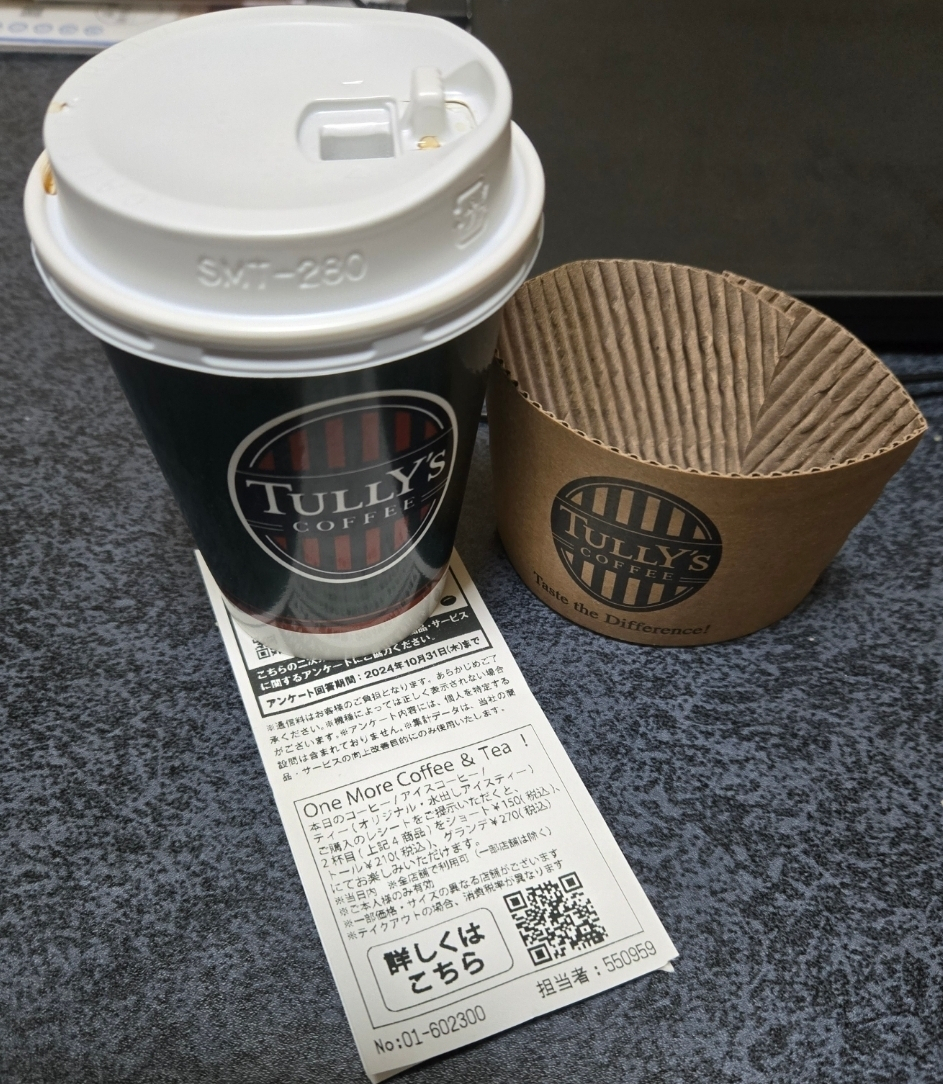 SMT-280
TULLY'S
COFFEE
TULLY'S
COFFEE
Taste the Difference!
品・サービス
こちらの二次
に関するアンケートにご協力ください。
アンケート回答期間：2024年10月31日(木)まで
※通信料はお客様のご負担となります。あらかじめご了
承ください。※機種によっては正しく表示されない場合
がございます。※アンケート内容には、個人を特定する
設問は含まれておりません。※集計データは、当社の商
品・サービスの向上改善目的にのみ使用いたします。
One More Coffee & Tea !
本日のコーヒー/アイスコーヒー/
ティー(オリジナル・水出しアイスティー)
ご購入のレシートをご提示いただくと、
2杯目(上記4商品)をショート￥150(税込)、
トール￥210(税込)、グランデ￥270(税込)
にてお楽しみいただけます。
※当日内 ※全店舗で利用可 (一部店舗は除く)
※ご本人様のみ有効
※一部価格・サイズの異なる店舗がございます
※テイクアウトの場合、消費税率が異なります
詳しくは
こちら
担当者：550959
No:01-602300